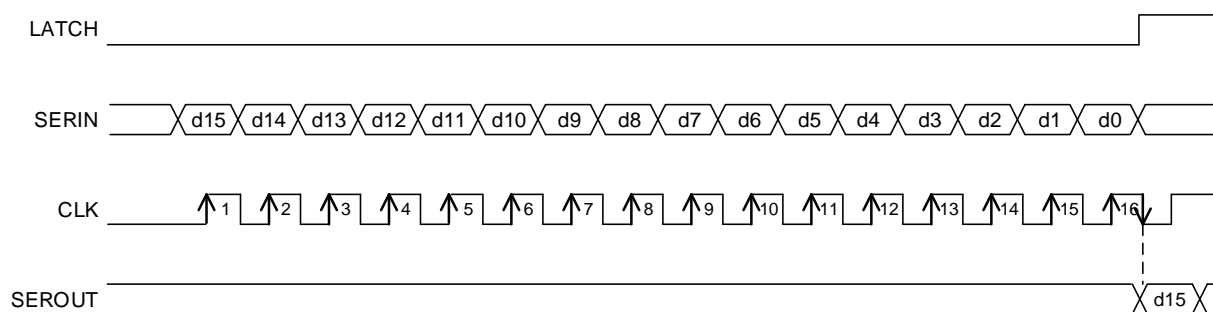 LATCH
SERIN d15 d14 d13 d12 d11 d10 d9 d8 d7 d6 d5 d4 d3 d2 d1 d0
CLK 1 2 3 4 5 6 7 8 9 10 11 12 13 14 15 16
SEROUT d15